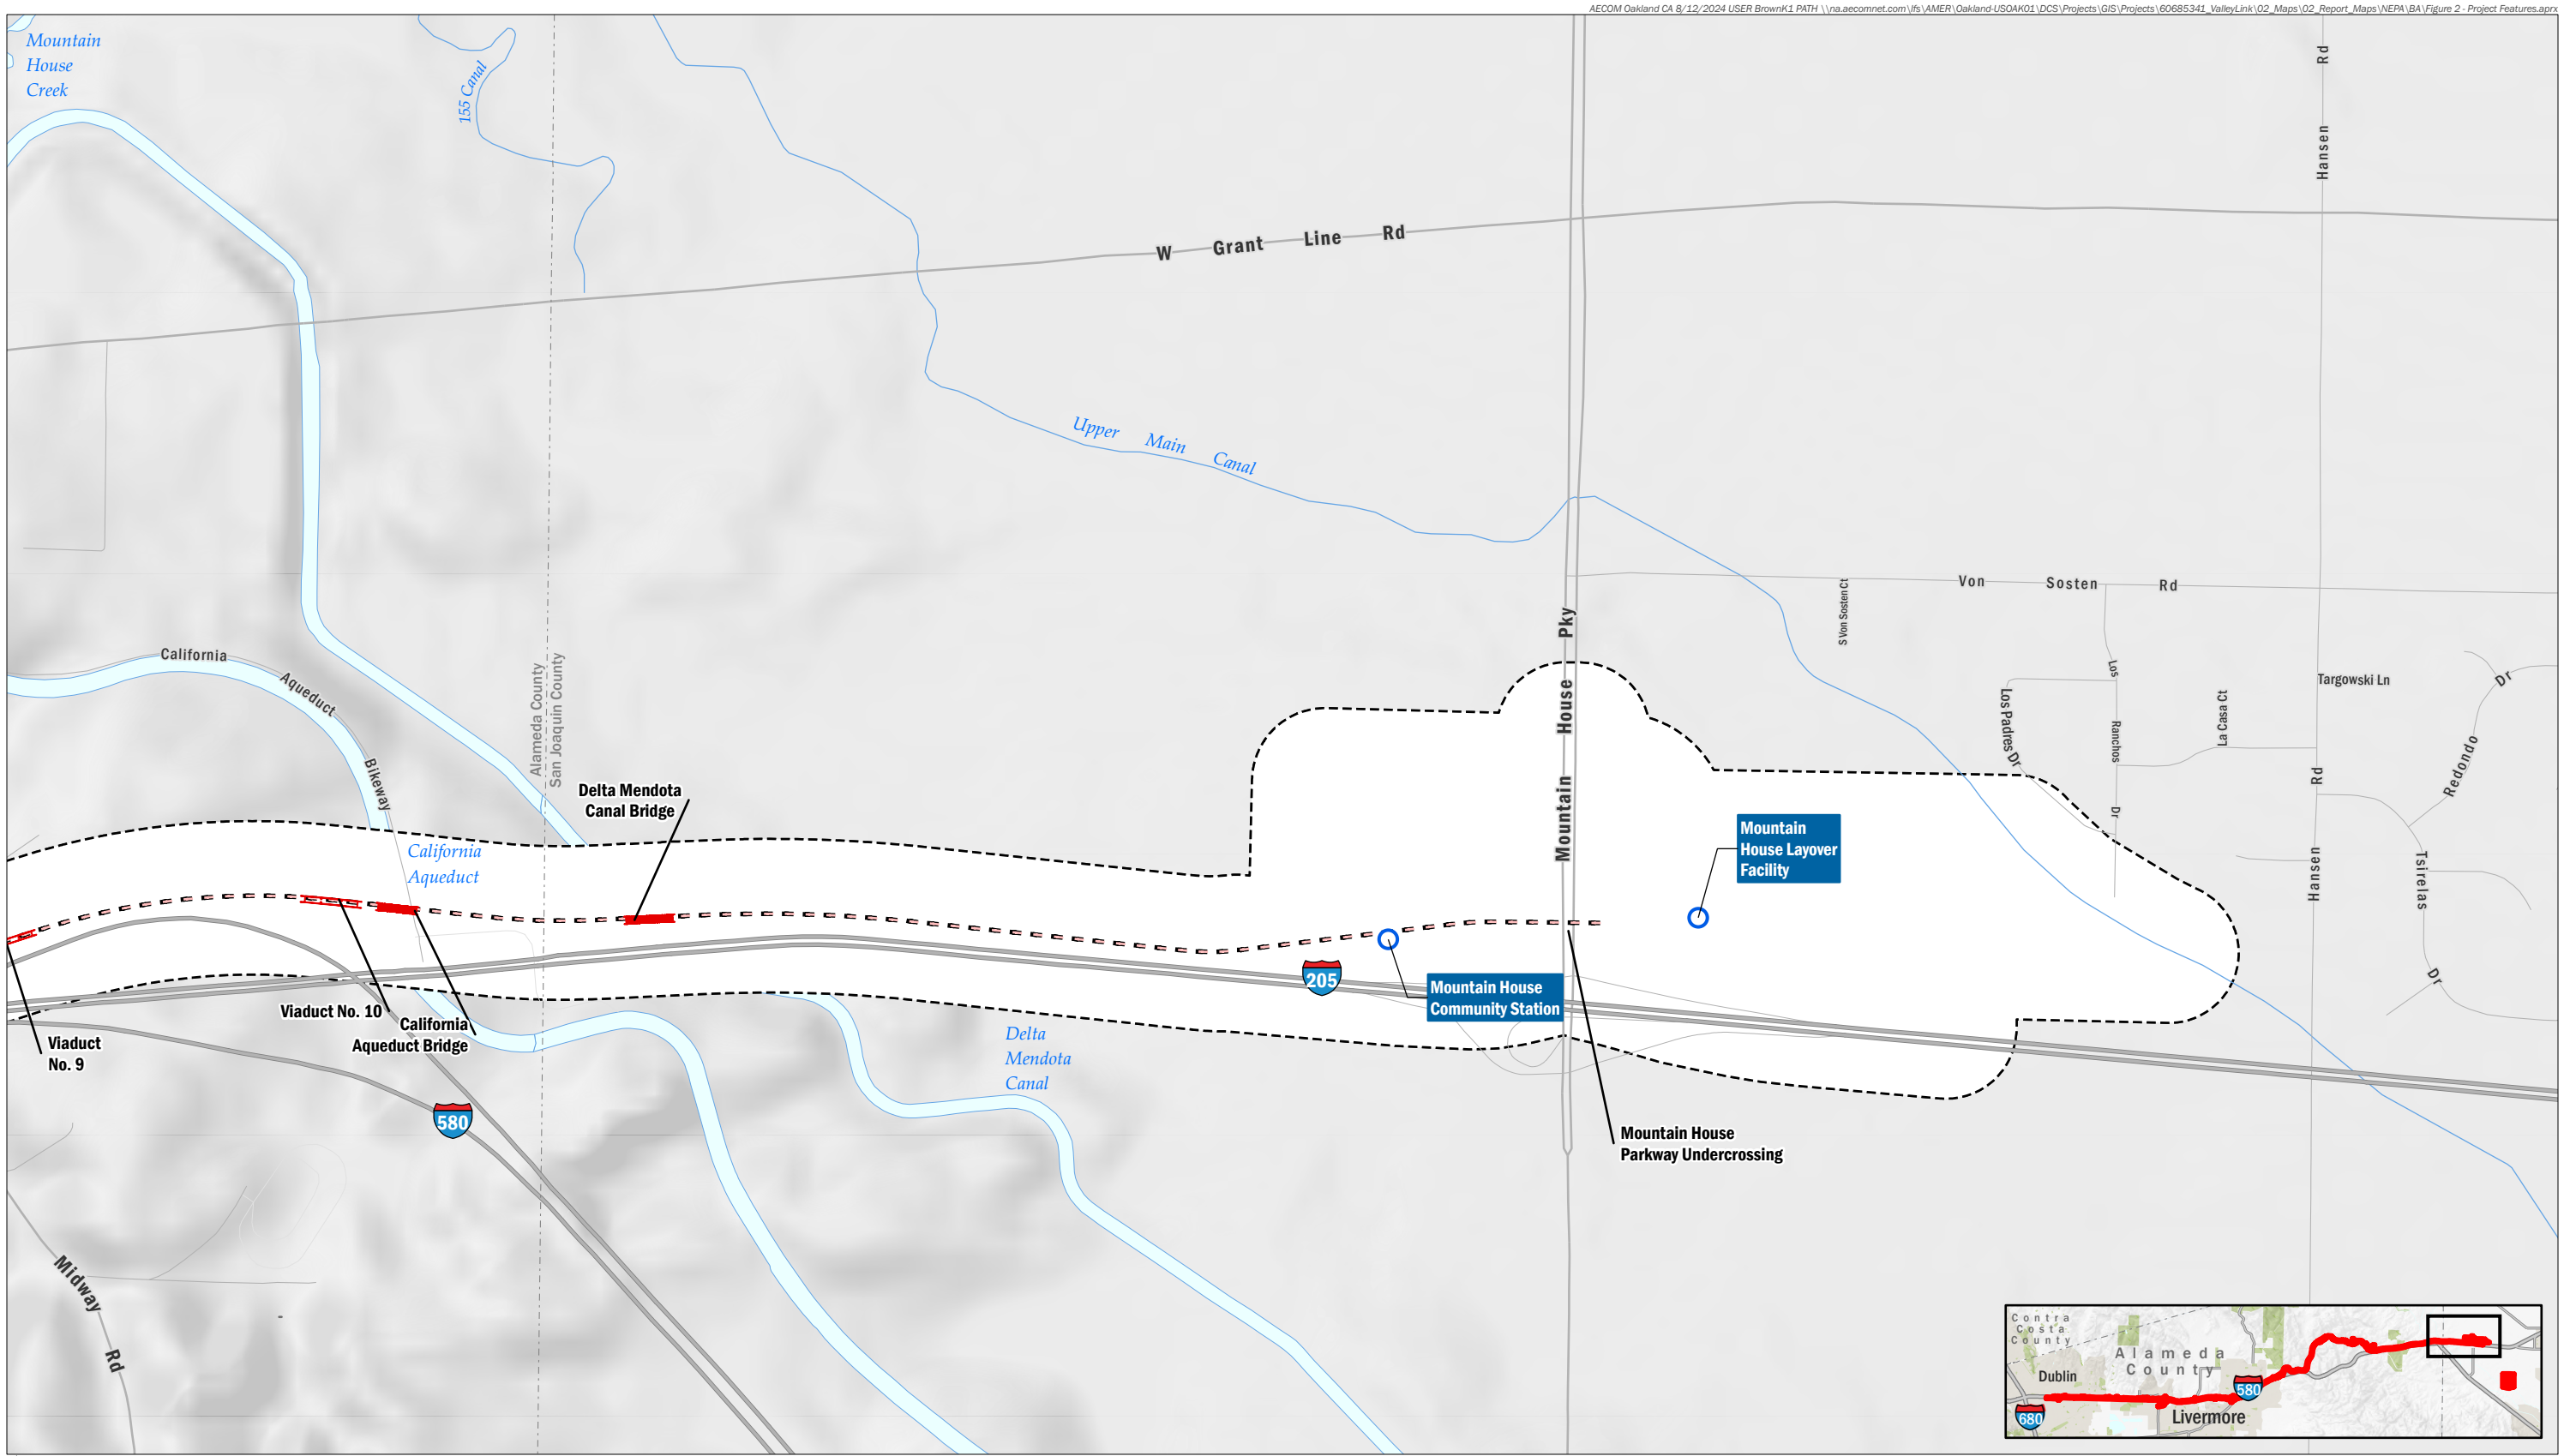 AECOM Oakland CA 8/12/2024 USER BrownK1 PATH \\na.aecomnet.com\lfs\AMER\Oakland-USOAK01\DCS\Projects\GIS\Projects\60685341_ValleyLink\02_Maps\02_Report_Maps\NEPA\BA\Figure 2 - Project Features.aprx
Mountain
House
Creek
155 Canal
Hansen Rd
W Grant Line Rd
Upper Main Canal
Von Sosten Rd
S Von Sosten Ct
Mountain House Pky
California Aqueduct Bikeway
Alameda County
San Joaquin County
Los Padres Dr
Los Ranchos Dr
La Casa Ct
Targowski Ln
Redondo Dr
Hansen Rd
Tsirelas Dr
Delta Mendota
Canal Bridge
California
Aqueduct
Mountain
House Layover
Facility
205
Mountain House
Community Station
Viaduct No. 10
California
Aqueduct Bridge
Viaduct
No. 9
Delta
Mendota
Canal
580
Mountain House
Parkway Undercrossing
Midway Rd
Contra
Costa
County
Alameda
County
Dublin
580
680
Livermore